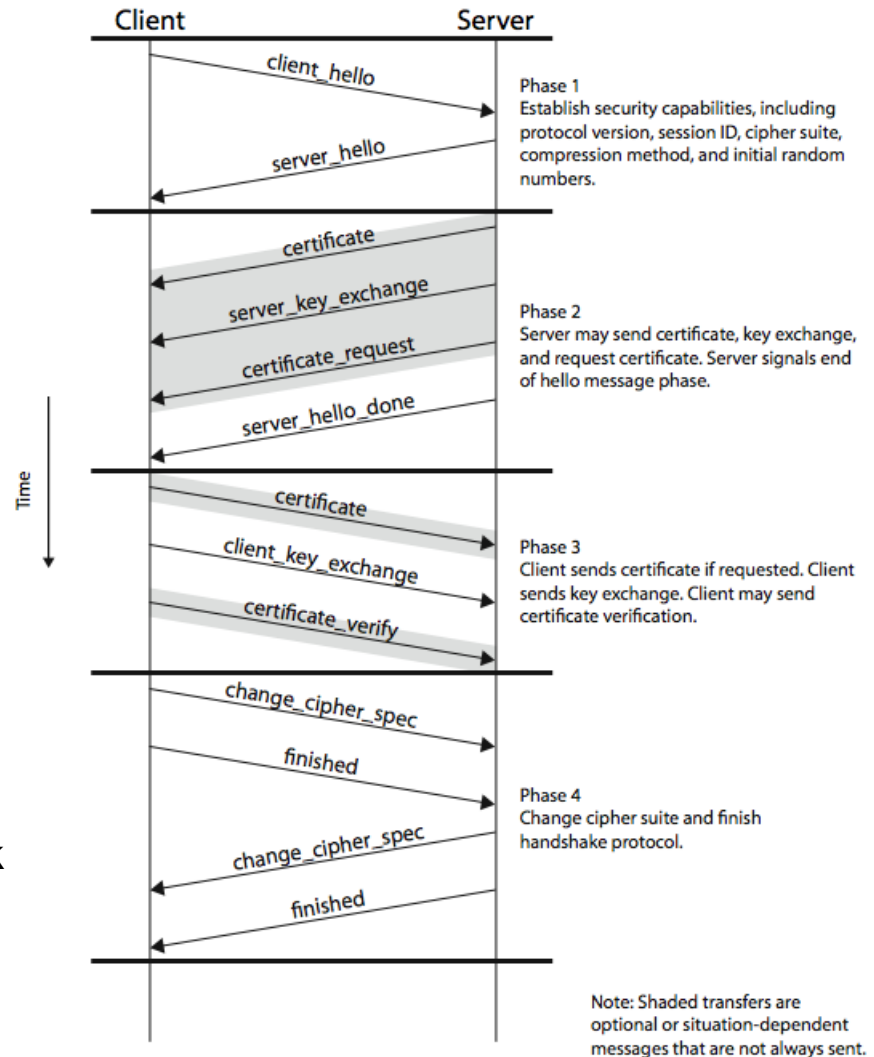 Client
Server
client_hello
Phase 1
Establish security capabilities, including
protocol version, session ID, cipher suite,
compression method, and initial random
numbers.
server_hello
certificate
server_key_exchange
certificate_request
server_hello_done
Phase 2
Server may send certificate, key exchange,
and request certificate. Server signals end
of hello message phase.
Time
certificate
client_key_exchange
certificate_verify
Phase 3
Client sends certificate if requested. Client
sends key exchange. Client may send
certificate verification.
change_cipher_spec
finished
change_cipher_spec
finished
Phase 4
Change cipher suite and finish
handshake protocol.
Note: Shaded transfers are
optional or situation-dependent
messages that are not always sent.